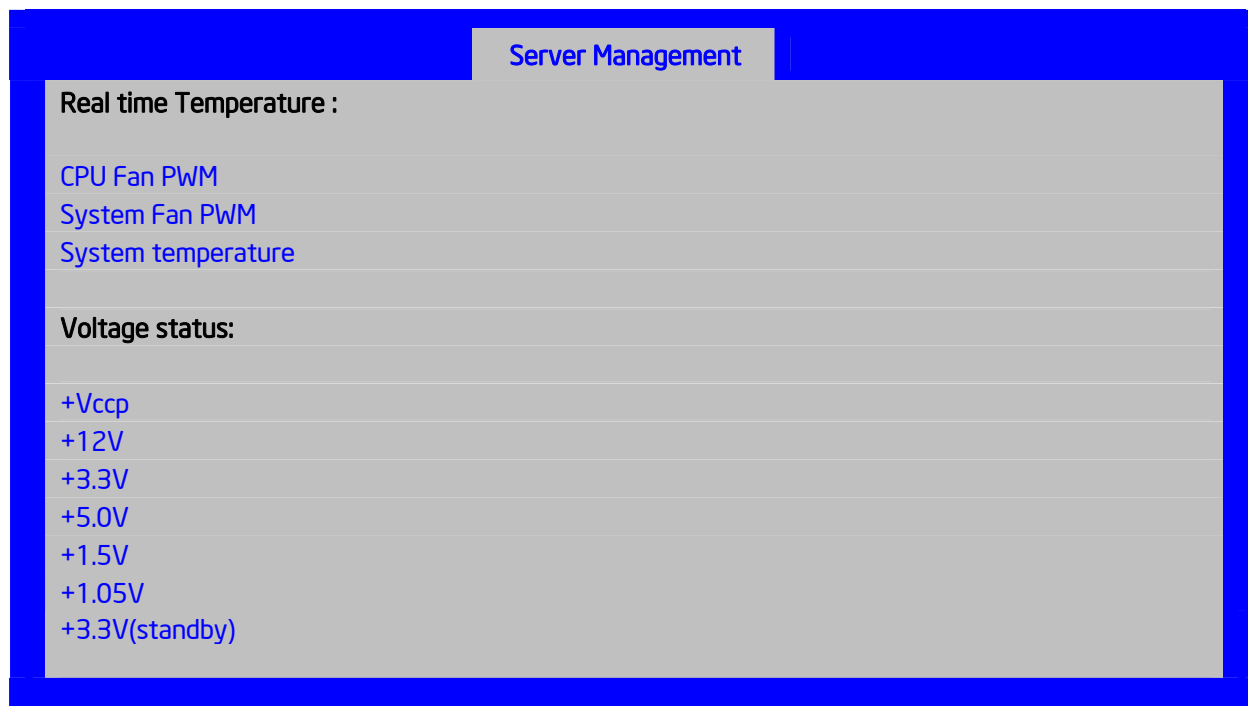 Server Management
Real time Temperature :
CPU Fan PWM
System Fan PWM
System temperature
Voltage status:
+Vccp
+12V
+3.3V
+5.0V
+1.5V
+1.05V
+3.3V(standby)